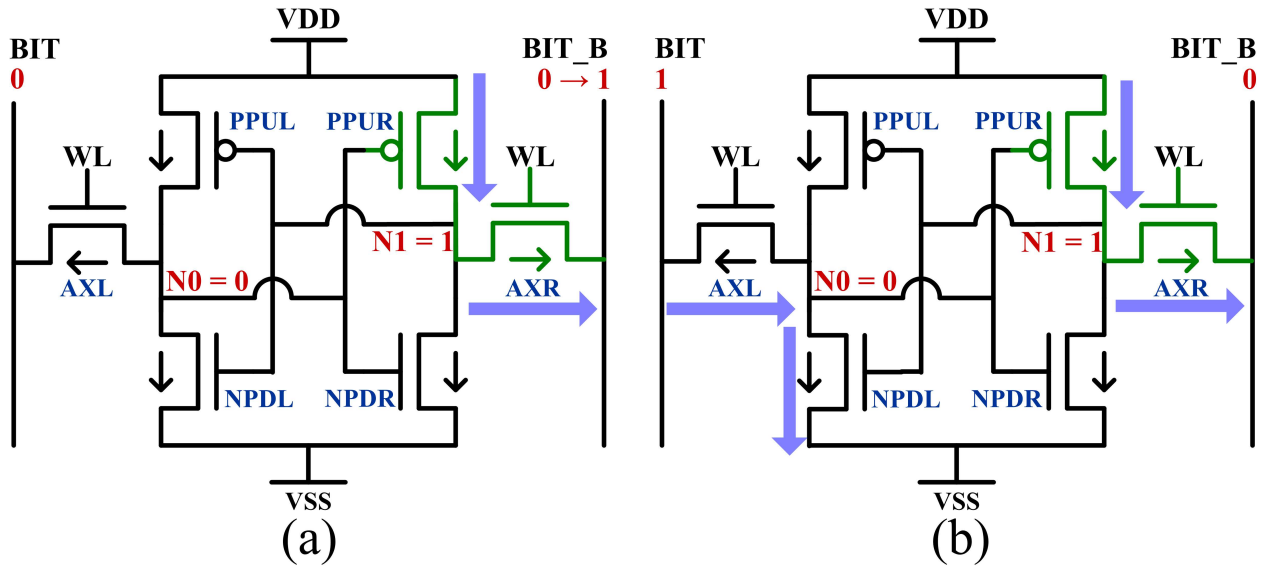 VDD
BIT
0
BIT_B
0 → 1
PPUL
PPUR
WL
WL
N1 = 1
N0 = 0
AXL
AXR
NPDL
NPDR
VSS
(a)
VDD
BIT
1
BIT_B
0
PPUL
PPUR
WL
WL
N1 = 1
N0 = 0
AXL
AXR
NPDL
NPDR
VSS
(b)